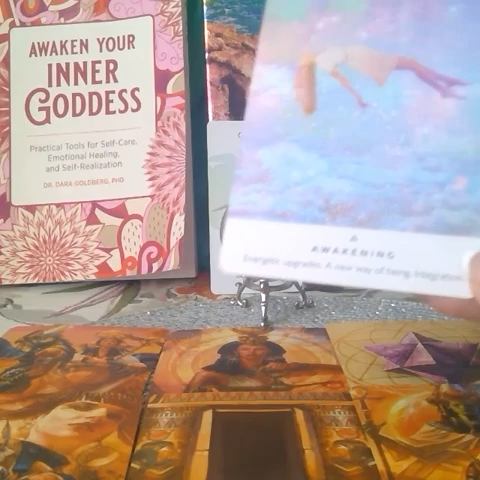 AWAKEN YOUR
INNER
GODDESS
Practical Tools for Self-Care,
Emotional Healing,
and Self-Realization
DR. DARA GOLDBERG, PHD
AWAKENING
Energetic upgrades. A new way of being. Integration.